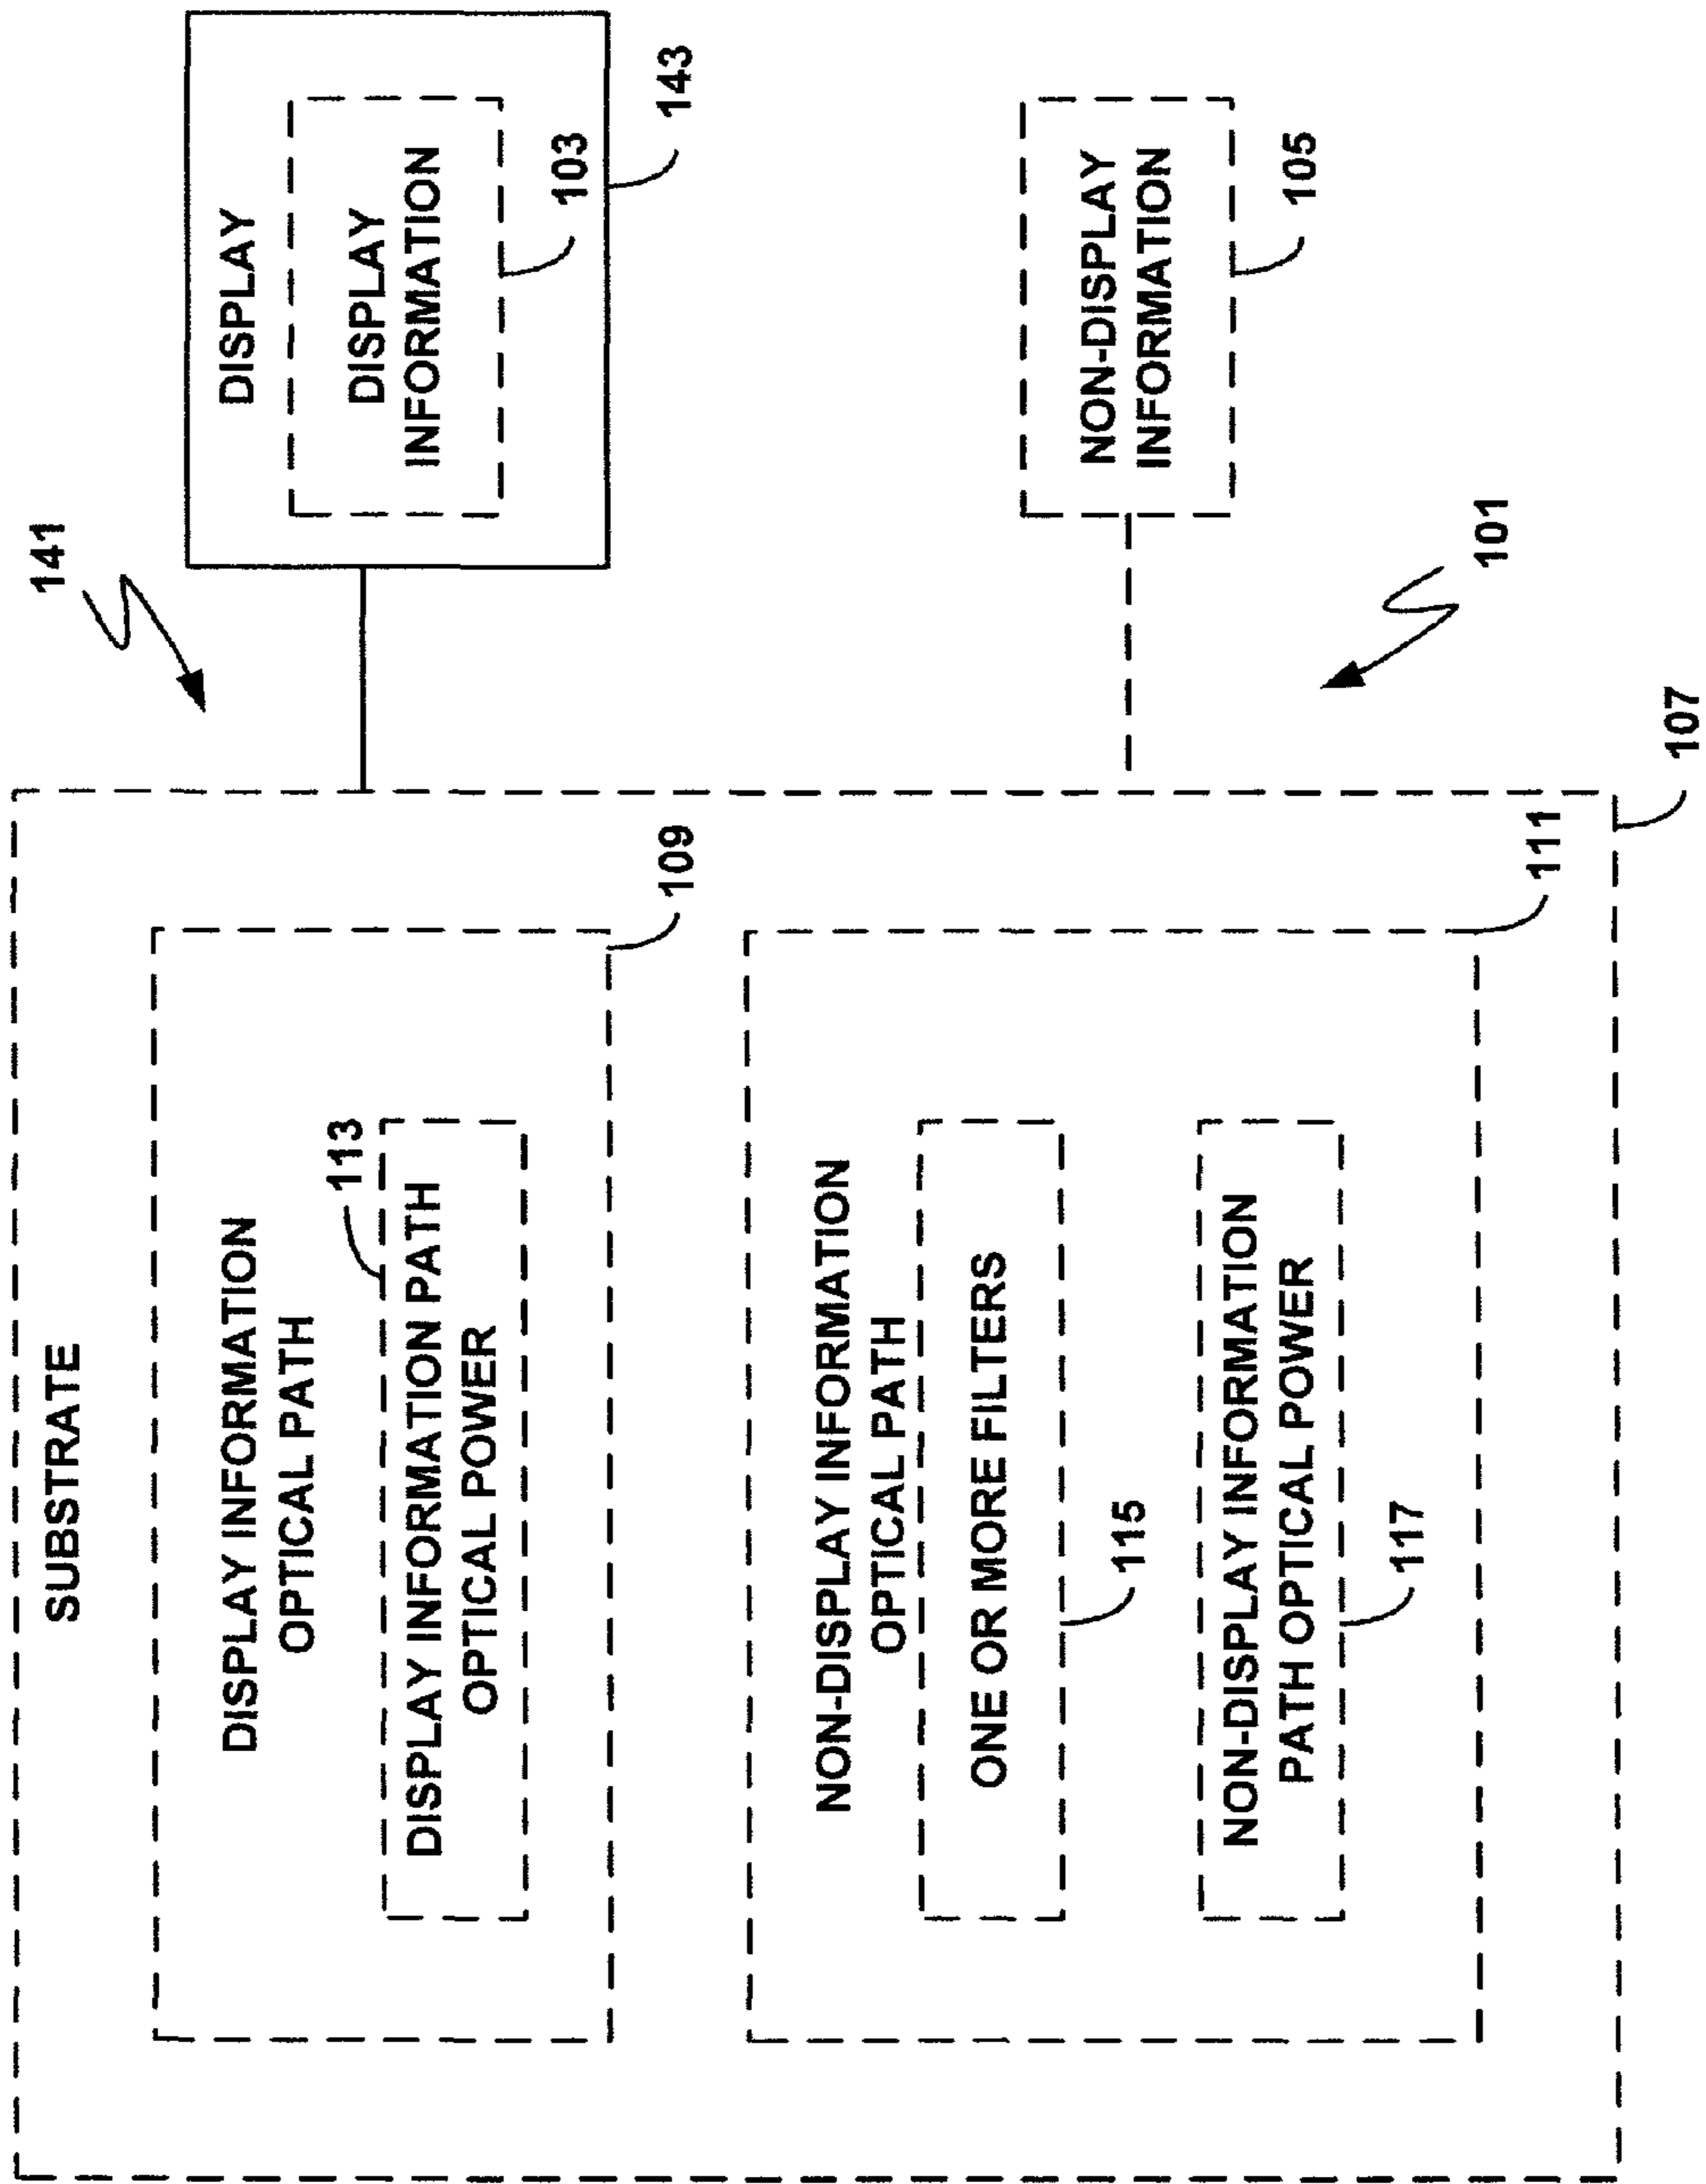 SUBSTRATE
DISPLAY INFORMATION
OPTICAL PATH
113
DISPLAY INFORMATION PATH
OPTICAL POWER
109
NON-DISPLAY INFORMATION
OPTICAL PATH
ONE OR MORE FILTERS
115
NON-DISPLAY INFORMATION
PATH OPTICAL POWER
117
111
107
141
DISPLAY
DISPLAY
INFORMATION
103
143
NON-DISPLAY
INFORMATION
105
101